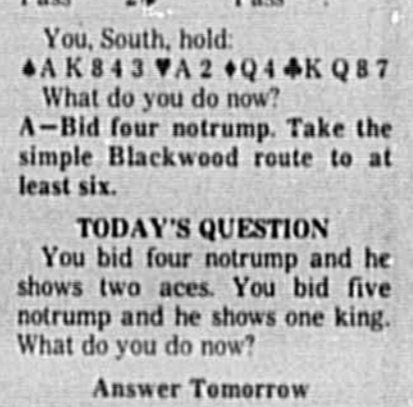 You, South, hold:
♠A K 8 4 3 ♥A 2 ♦Q 4 ♣K Q 8 7
What do you do now?
A—Bid four notrump. Take the
simple Blackwood route to at
least six.
TODAY'S QUESTION
You bid four notrump and he
shows two aces. You bid five
notrump and he shows one king.
What do you do now?
Answer Tomorrow